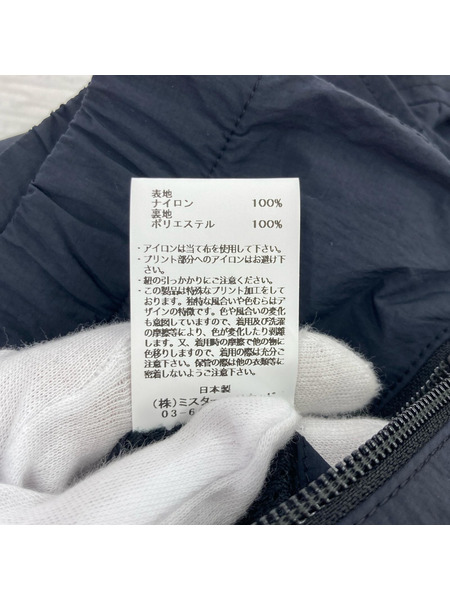 表地
ナイロン 100%
裏地
ポリエステル 100%
・アイロンは当て布を使用して下さい。
・プリント部分へのアイロンはお避け
下さい。
・紐の引っかかりにご注意ください。
・この製品は特殊なプリント加工をして
おります。独特な風合いや色むらはデ
ザインの特徴です。色や風合いの変化
も意図していますので、着用及び洗濯
の摩擦等により、色が変化したり剥離
します。又、着用時の摩擦で他の物に
色移りしますので、着用の際は充分ご
注意下さい。保管の際は他の衣類等に
密着しないようご注意下さい。
日本製
(株)ミスター
03-6